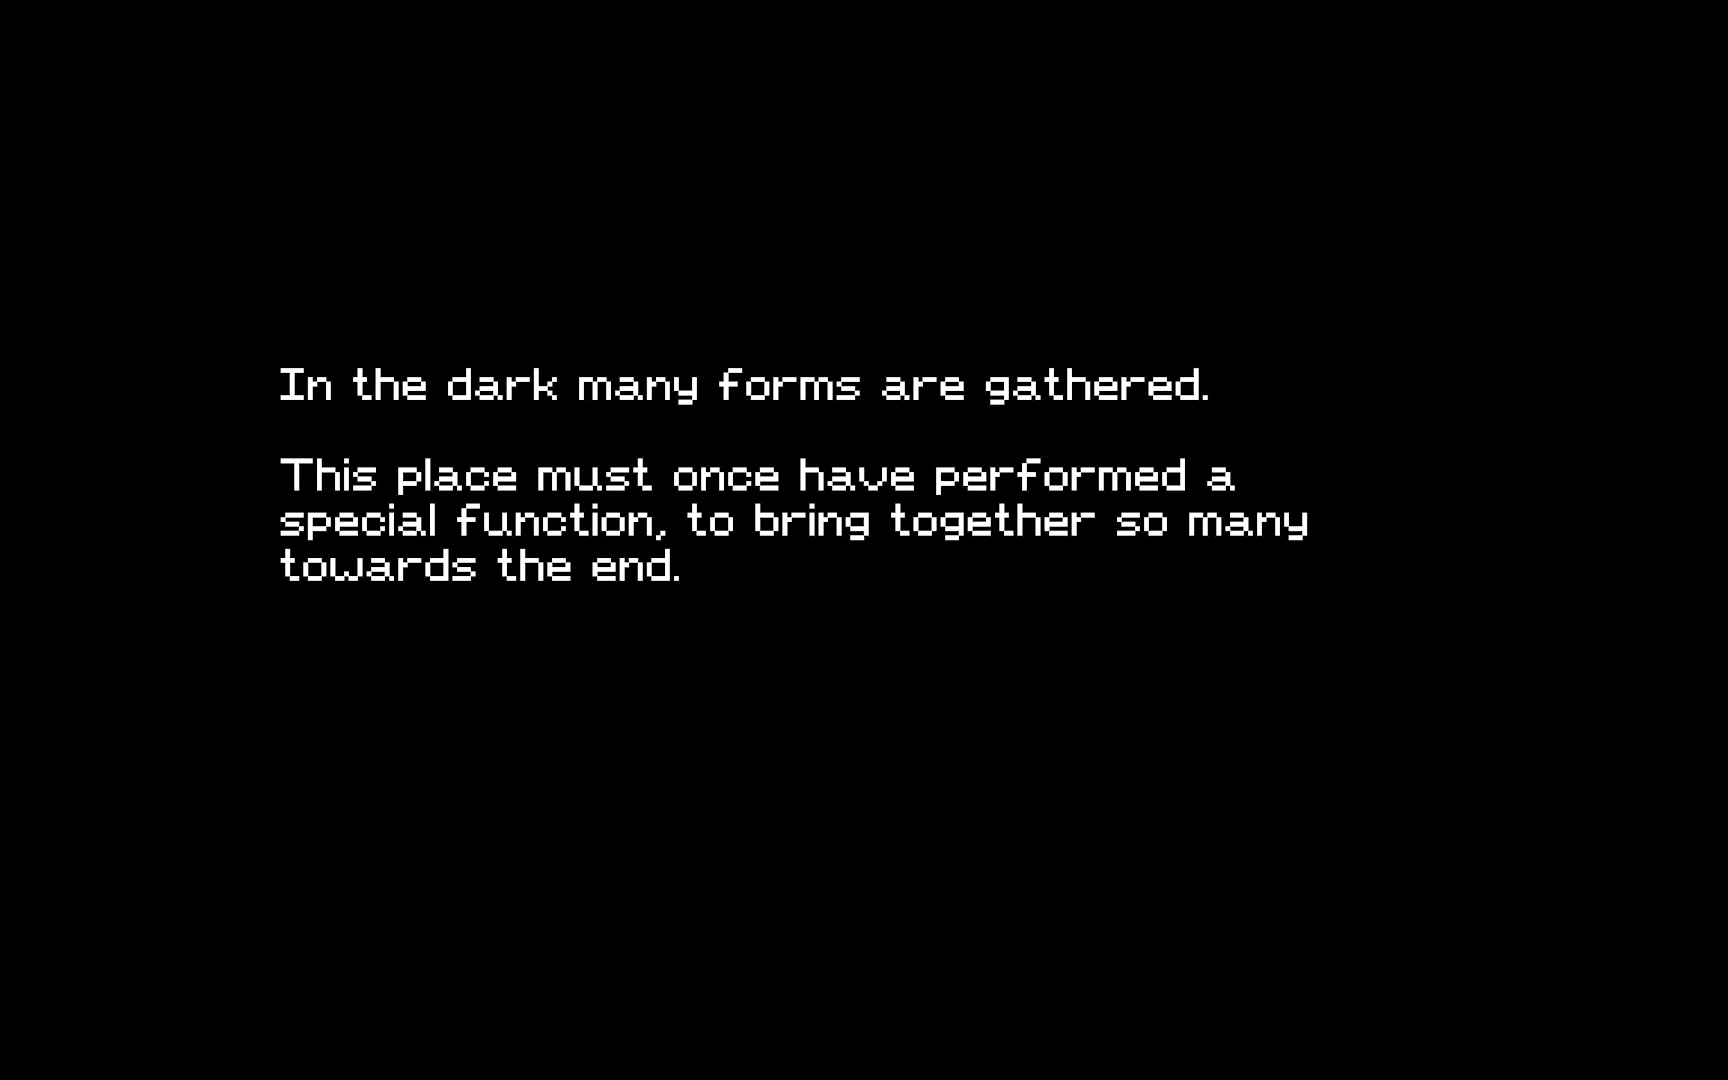 In the dark many forms are gathered.
This place must once have performed a
special function, to bring together so many
towards the end.